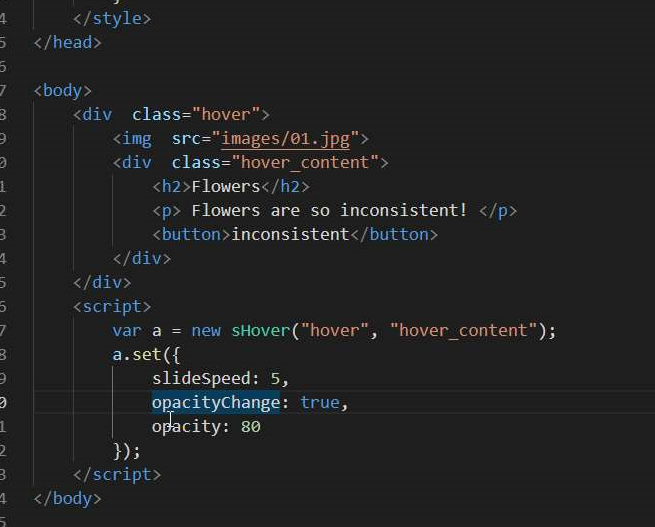 4 </style>
5 </head>
6
7 <body>
8 <div  class="hover">
9 <img  src="images/01.jpg">
0 <div  class="hover_content">
1 <h2>Flowers</h2>
2 <p> Flowers are so inconsistent! </p>
3 <button>inconsistent</button>
4 </div>
5 </div>
6 <script>
7 var a = new sHover("hover", "hover_content");
8 a.set({
9 slideSpeed: 5,
0 opacityChange: true,
1 opacity: 80
2 });
3 </script>
4 </body>
5